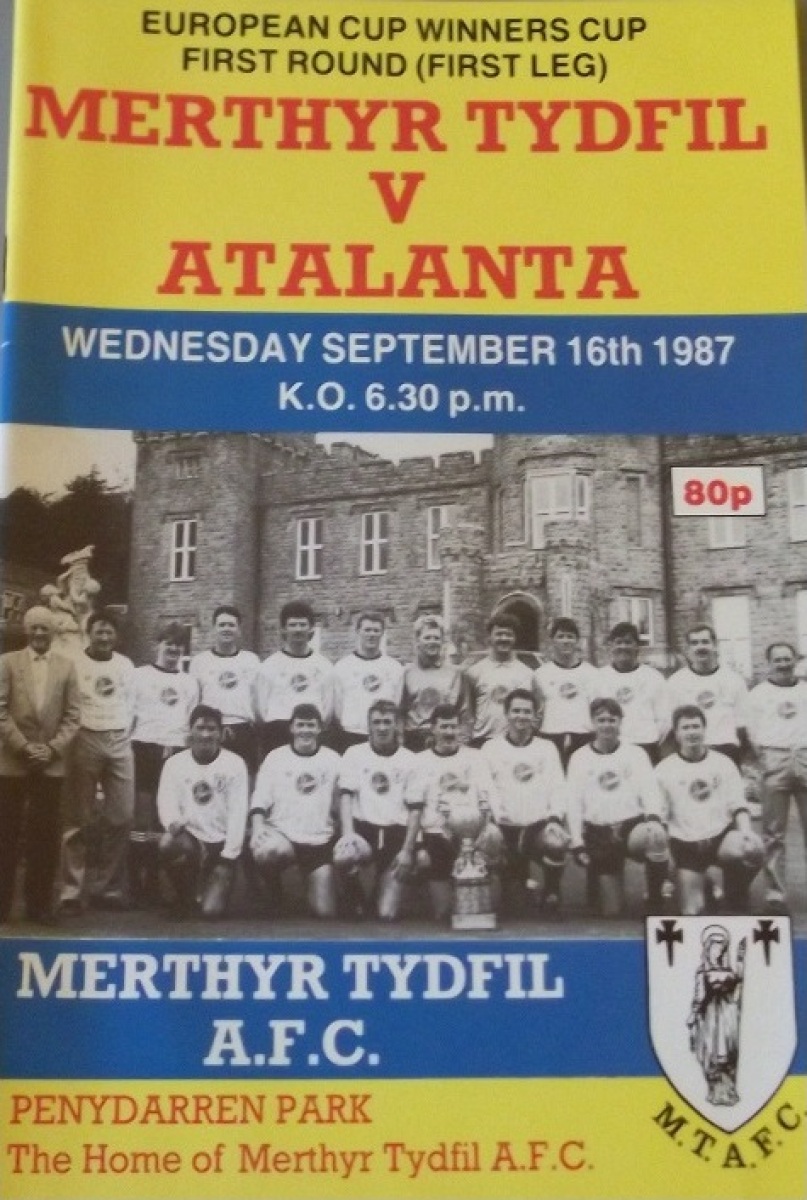 EUROPEAN CUP WINNERS CUP
FIRST ROUND (FIRST LEG)
MERTHYR TYDFIL
V
ATALANTA
WEDNESDAY SEPTEMBER 16th 1987
K.O. 6.30 p.m.
80p
MERTHYR TYDFIL
A.F.C.
PENYDARREN PARK
The Home of Merthyr Tydfil A.F.C.
M.T.A.F.C.